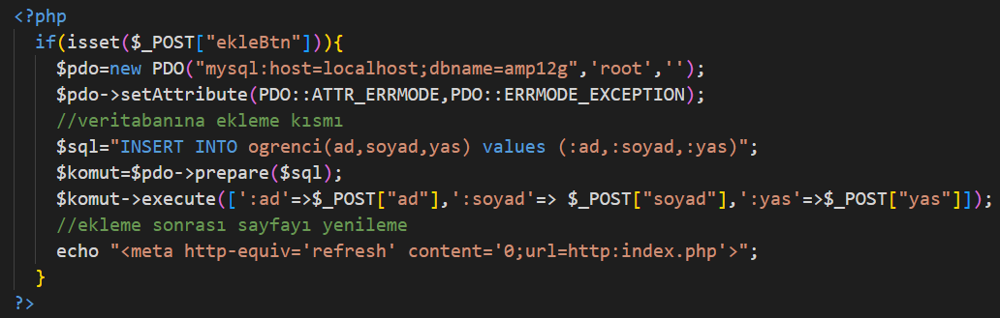 <?php
if(isset($_POST["ekleBtn"])){
$pdo=new PDO("mysql:host=localhost;dbname=amp12g",'root','');
$pdo->setAttribute(PDO::ATTR_ERRMODE,PDO::ERRMODE_EXCEPTION);
//veritabanına ekleme kısmı
$sql="INSERT INTO ogrenci(ad,soyad,yas) values (:ad,:soyad,:yas)";
$komut=$pdo->prepare($sql);
$komut->execute([':ad'=>$_POST["ad"],':soyad'=> $_POST["soyad"],':yas'=>$_POST["yas"]]);
//ekleme sonrası sayfayı yenileme
echo "<meta http-equiv='refresh' content='0;url=http:index.php'>";
}
?>